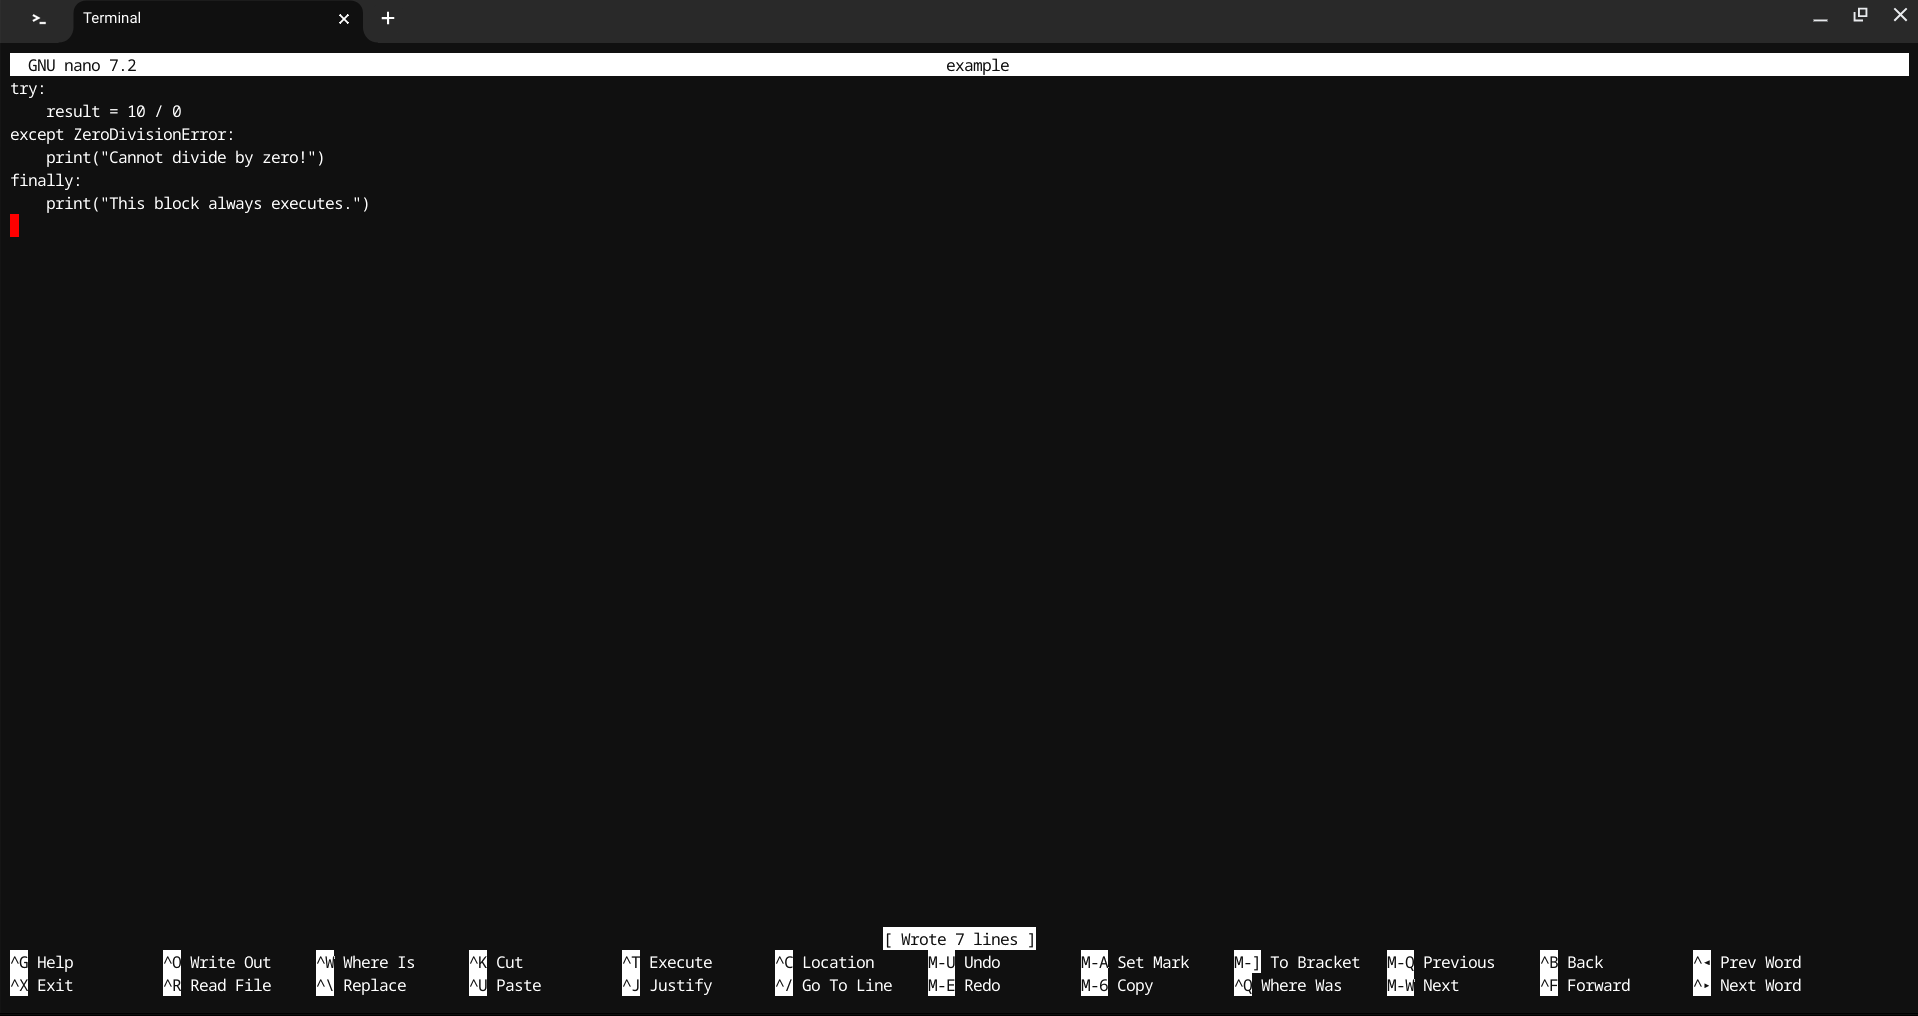 >_ Terminal × +
GNU nano 7.2 example
try:
    result = 10 / 0
except ZeroDivisionError:
    print("Cannot divide by zero!")
finally:
    print("This block always executes.")
[ Wrote 7 lines ]
^G Help ^O Write Out ^W Where Is ^K Cut ^T Execute ^C Location M-U Undo M-A Set Mark M-] To Bracket M-Q Previous ^B Back ^◂ Prev Word
^X Exit ^R Read File ^\ Replace ^U Paste ^J Justify ^/ Go To Line M-E Redo M-6 Copy ^Q Where Was M-W Next ^F Forward ^▸ Next Word